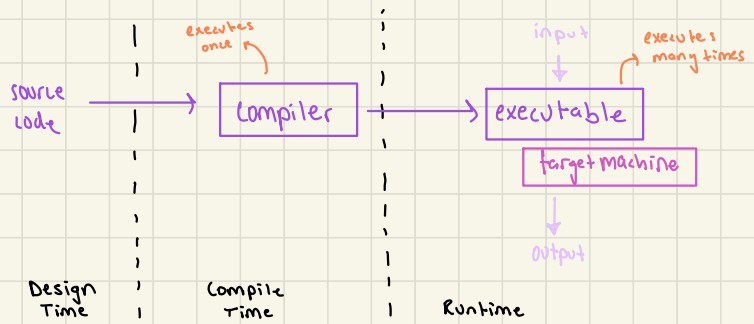 source
code
executes
once
compiler
input
executes
many times
executable
target machine
output
Design
Time
Compile
Time
Runtime